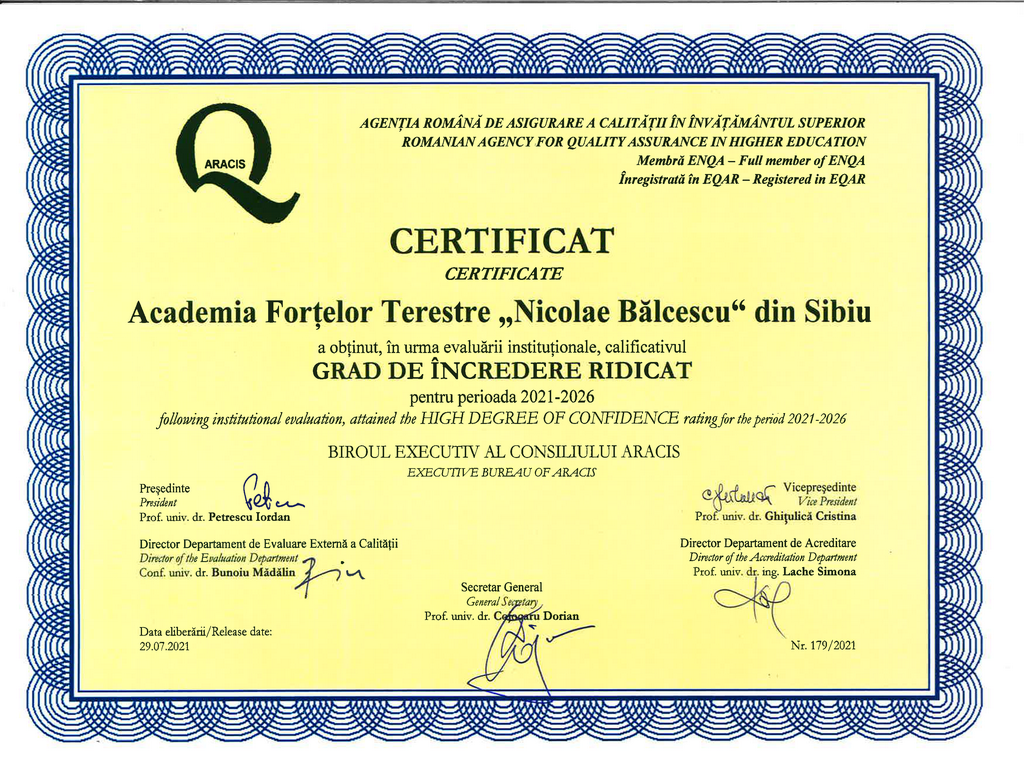 ARACIS
AGENȚIA ROMÂNĂ DE ASIGURARE A CALITĂȚII ÎN ÎNVĂȚĂMÂNTUL SUPERIOR
ROMANIAN AGENCY FOR QUALITY ASSURANCE IN HIGHER EDUCATION
Membră ENQA – Full member of ENQA
Înregistrată în EQAR – Registered in EQAR
CERTIFICAT
CERTIFICATE
Academia Forțelor Terestre „Nicolae Bălcescu“ din Sibiu
a obținut, în urma evaluării instituționale, calificativul
GRAD DE ÎNCREDERE RIDICAT
pentru perioada 2021-2026
following institutional evaluation, attained the HIGH DEGREE OF CONFIDENCE rating for the period 2021-2026
BIROUL EXECUTIV AL CONSILIULUI ARACIS
EXECUTIVE BUREAU OF ARACIS
Președinte
President
Prof. univ. dr. Petrescu Iordan
Vicepreședinte
Vice President
Prof. univ. dr. Ghițulică Cristina
Director Departament de Evaluare Externă a Calității
Director of the Evaluation Department
Conf. univ. dr. Bunoiu Mădălin
Director Departament de Acreditare
Director of the Accreditation Department
Prof. univ. dr. ing. Lache Simona
Secretar General
General Secretary
Prof. univ. dr. Dorian
Data eliberării/Release date:
29.07.2021
Nr. 179/2021